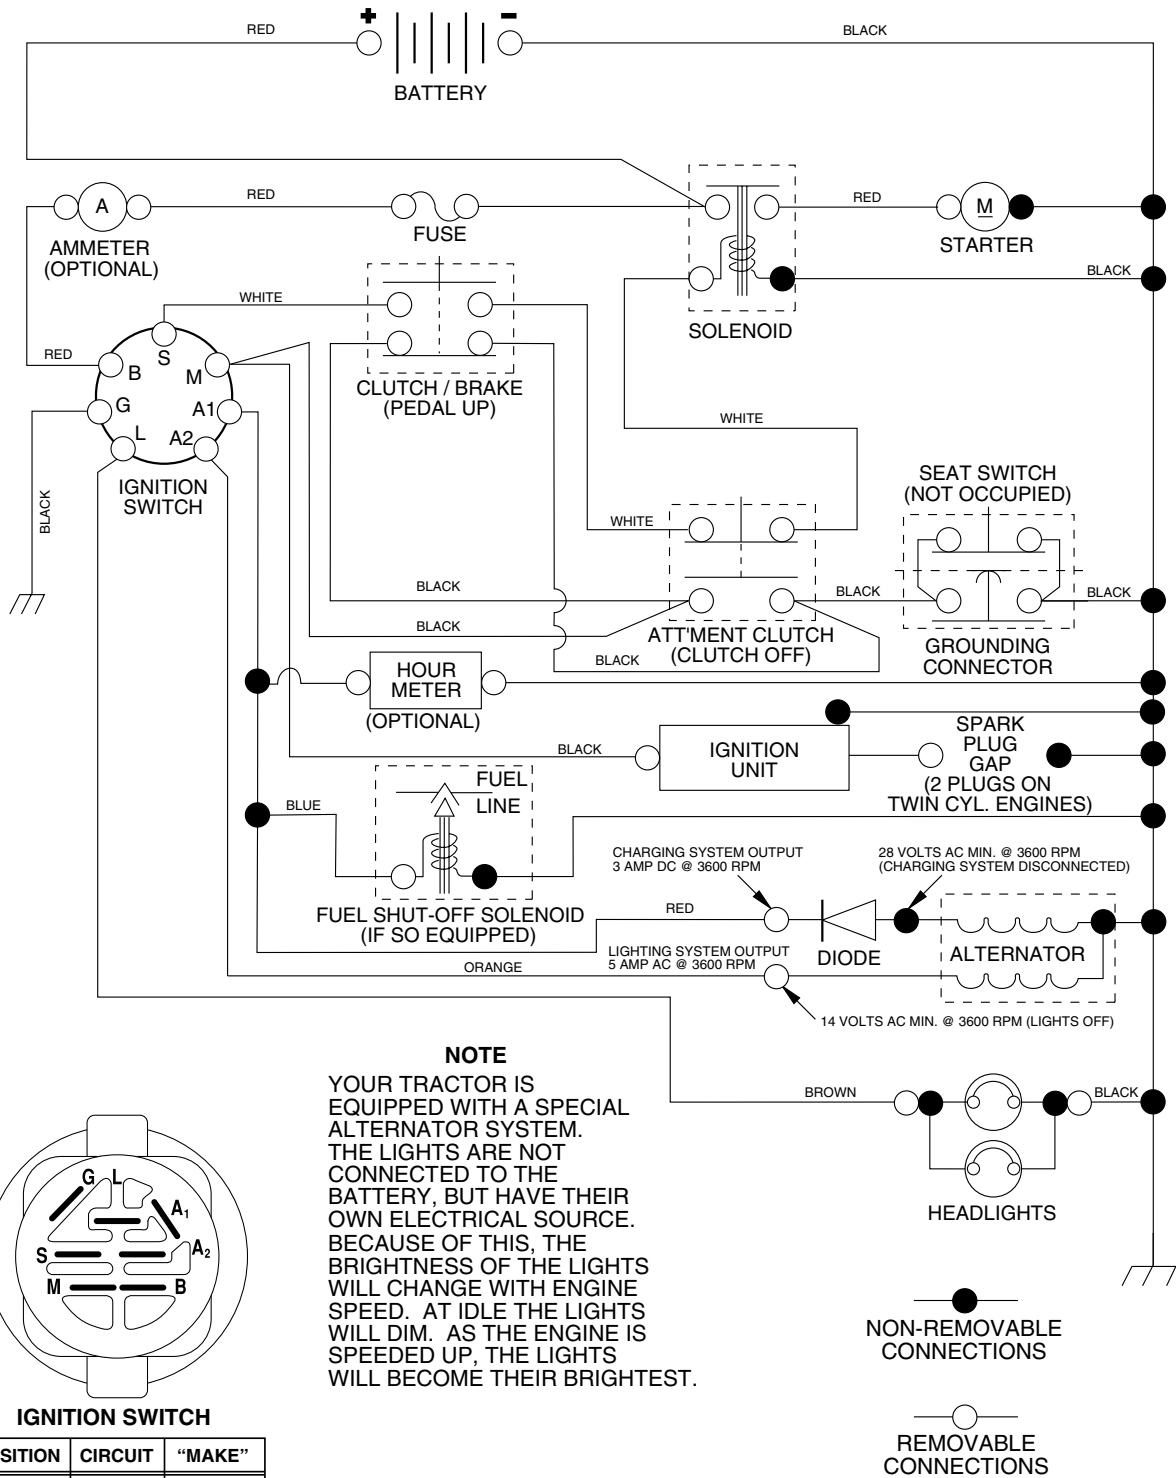 + −
RED
BLACK
BATTERY
RED
A
AMMETER
(OPTIONAL)
FUSE
RED
M
STARTER
SOLENOID
BLACK
WHITE
RED
S
B
M
G
A1
L
A2
IGNITION
SWITCH
BLACK
CLUTCH / BRAKE
(PEDAL UP)
WHITE
SEAT SWITCH
(NOT OCCUPIED)
WHITE
BLACK
BLACK
BLACK
BLACK
ATT'MENT CLUTCH
(CLUTCH OFF)
BLACK
GROUNDING
CONNECTOR
HOUR
METER
(OPTIONAL)
BLACK
IGNITION
UNIT
SPARK
PLUG
GAP
(2 PLUGS ON
TWIN CYL. ENGINES)
FUEL
LINE
BLUE
FUEL SHUT-OFF SOLENOID
(IF SO EQUIPPED)
CHARGING SYSTEM OUTPUT
3 AMP DC @ 3600 RPM
28 VOLTS AC MIN. @ 3600 RPM
(CHARGING SYSTEM DISCONNECTED)
RED
DIODE
ALTERNATOR
LIGHTING SYSTEM OUTPUT
5 AMP AC @ 3600 RPM
ORANGE
14 VOLTS AC MIN. @ 3600 RPM (LIGHTS OFF)
BROWN
BLACK
HEADLIGHTS
NOTE
YOUR TRACTOR IS
EQUIPPED WITH A SPECIAL
ALTERNATOR SYSTEM.
THE LIGHTS ARE NOT
CONNECTED TO THE
BATTERY, BUT HAVE THEIR
OWN ELECTRICAL SOURCE.
BECAUSE OF THIS, THE
BRIGHTNESS OF THE LIGHTS
WILL CHANGE WITH ENGINE
SPEED. AT IDLE THE LIGHTS
WILL DIM. AS THE ENGINE IS
SPEEDED UP, THE LIGHTS
WILL BECOME THEIR BRIGHTEST.
G L
A1
S
A2
M
B
IGNITION SWITCH
SITION CIRCUIT “MAKE”
NON-REMOVABLE
CONNECTIONS
REMOVABLE
CONNECTIONS